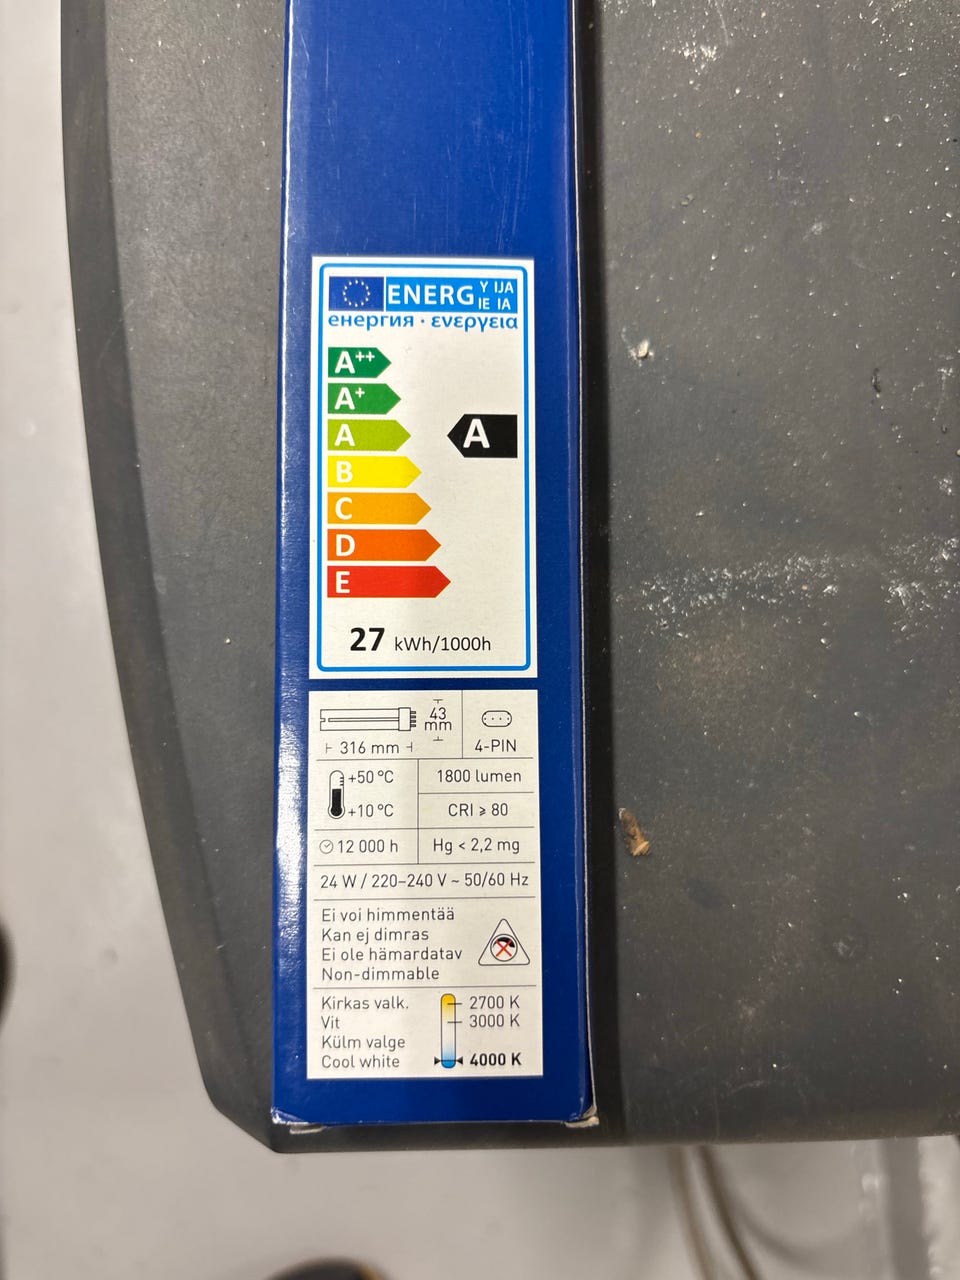 ENERG Y IJA
IE IA
енергия · ενεργεια
A++
A+
A
A
B
C
D
E
27 kWh/1000h
43
mm
316 mm
4-PIN
+50 °C
1800 lumen
+10 °C
CRI ≥ 80
12 000 h
Hg < 2,2 mg
24 W / 220–240 V ~ 50/60 Hz
Ei voi himmentää
Kan ej dimras
Ei ole hämardatav
Non-dimmable
Kirkas valk.
2700 K
Vit
3000 K
Külm valge
Cool white
4000 K